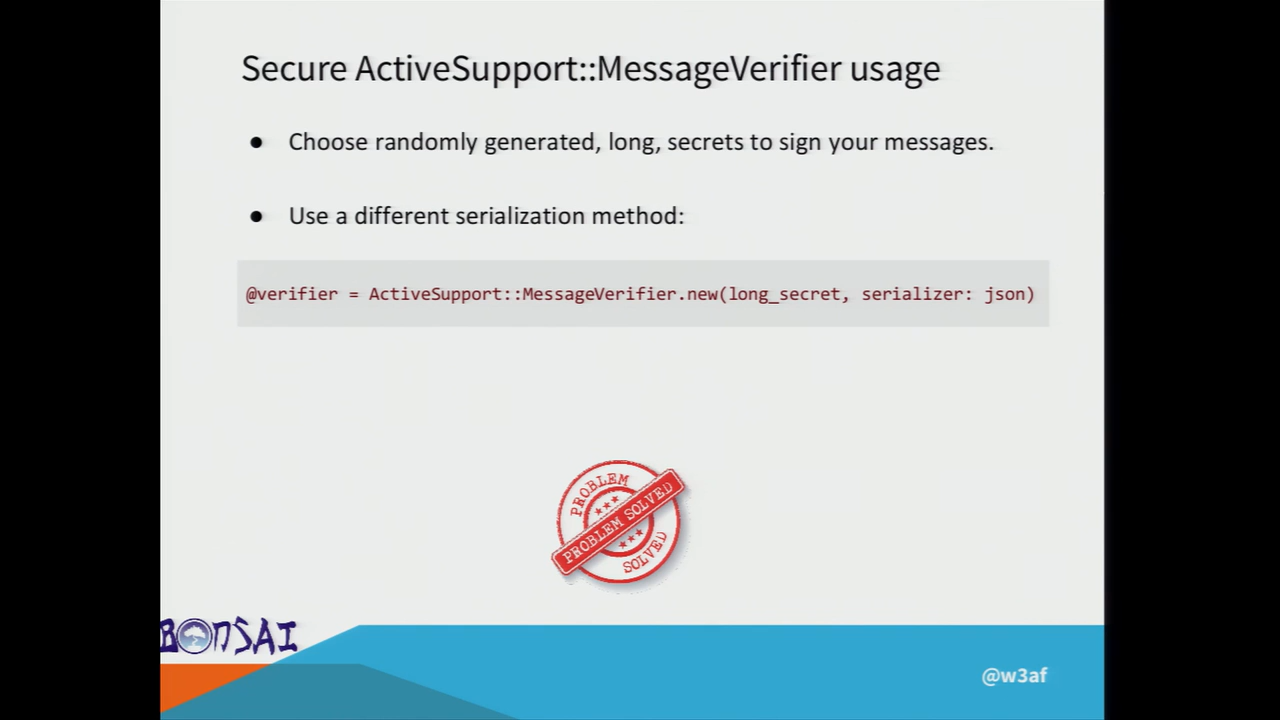 Secure ActiveSupport::MessageVerifier usage
● Choose randomly generated, long, secrets to sign your messages.
● Use a different serialization method:
@verifier = ActiveSupport::MessageVerifier.new(long_secret, serializer: json)
PROBLEM
PROBLEM SOLVED
SOLVED
BONSAI
@w3af